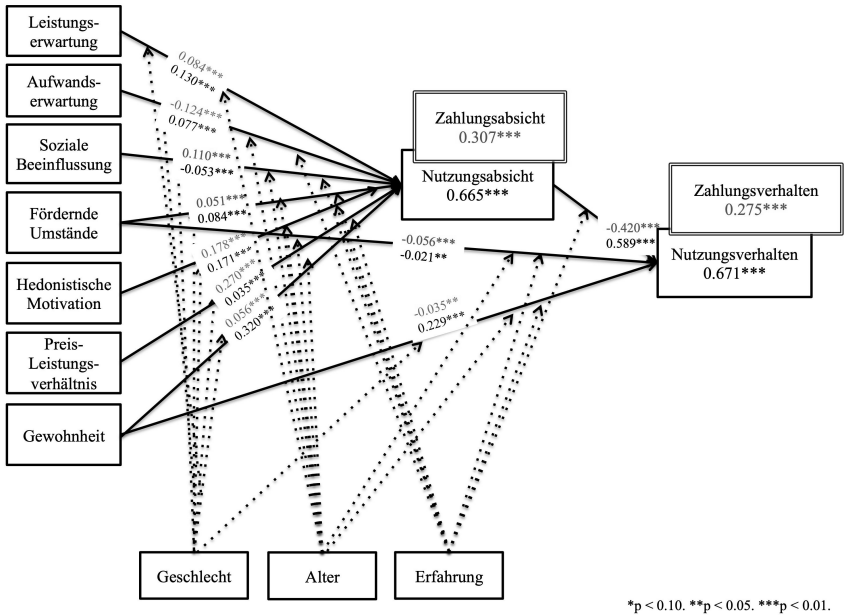 Leistungs-
erwartung
Aufwands-
erwartung
Soziale
Beeinflussung
Fördernde
Umstände
Hedonistische
Motivation
Preis-
Leistungs-
verhältnis
Gewohnheit
0.084***
0.130***
-0.124***
0.077***
0.110***
-0.053***
0.051***
0.084***
0.178***
0.171***
0.270***
0.035***
0.056***
0.320***
Zahlungsabsicht
0.307***
Nutzungsabsicht
0.665***
-0.056***
-0.021**
-0.035**
0.229***
-0.420***
0.589***
Zahlungsverhalten
0.275***
Nutzungsverhalten
0.671***
Geschlecht
Alter
Erfahrung
*p < 0.10. **p < 0.05. ***p < 0.01.